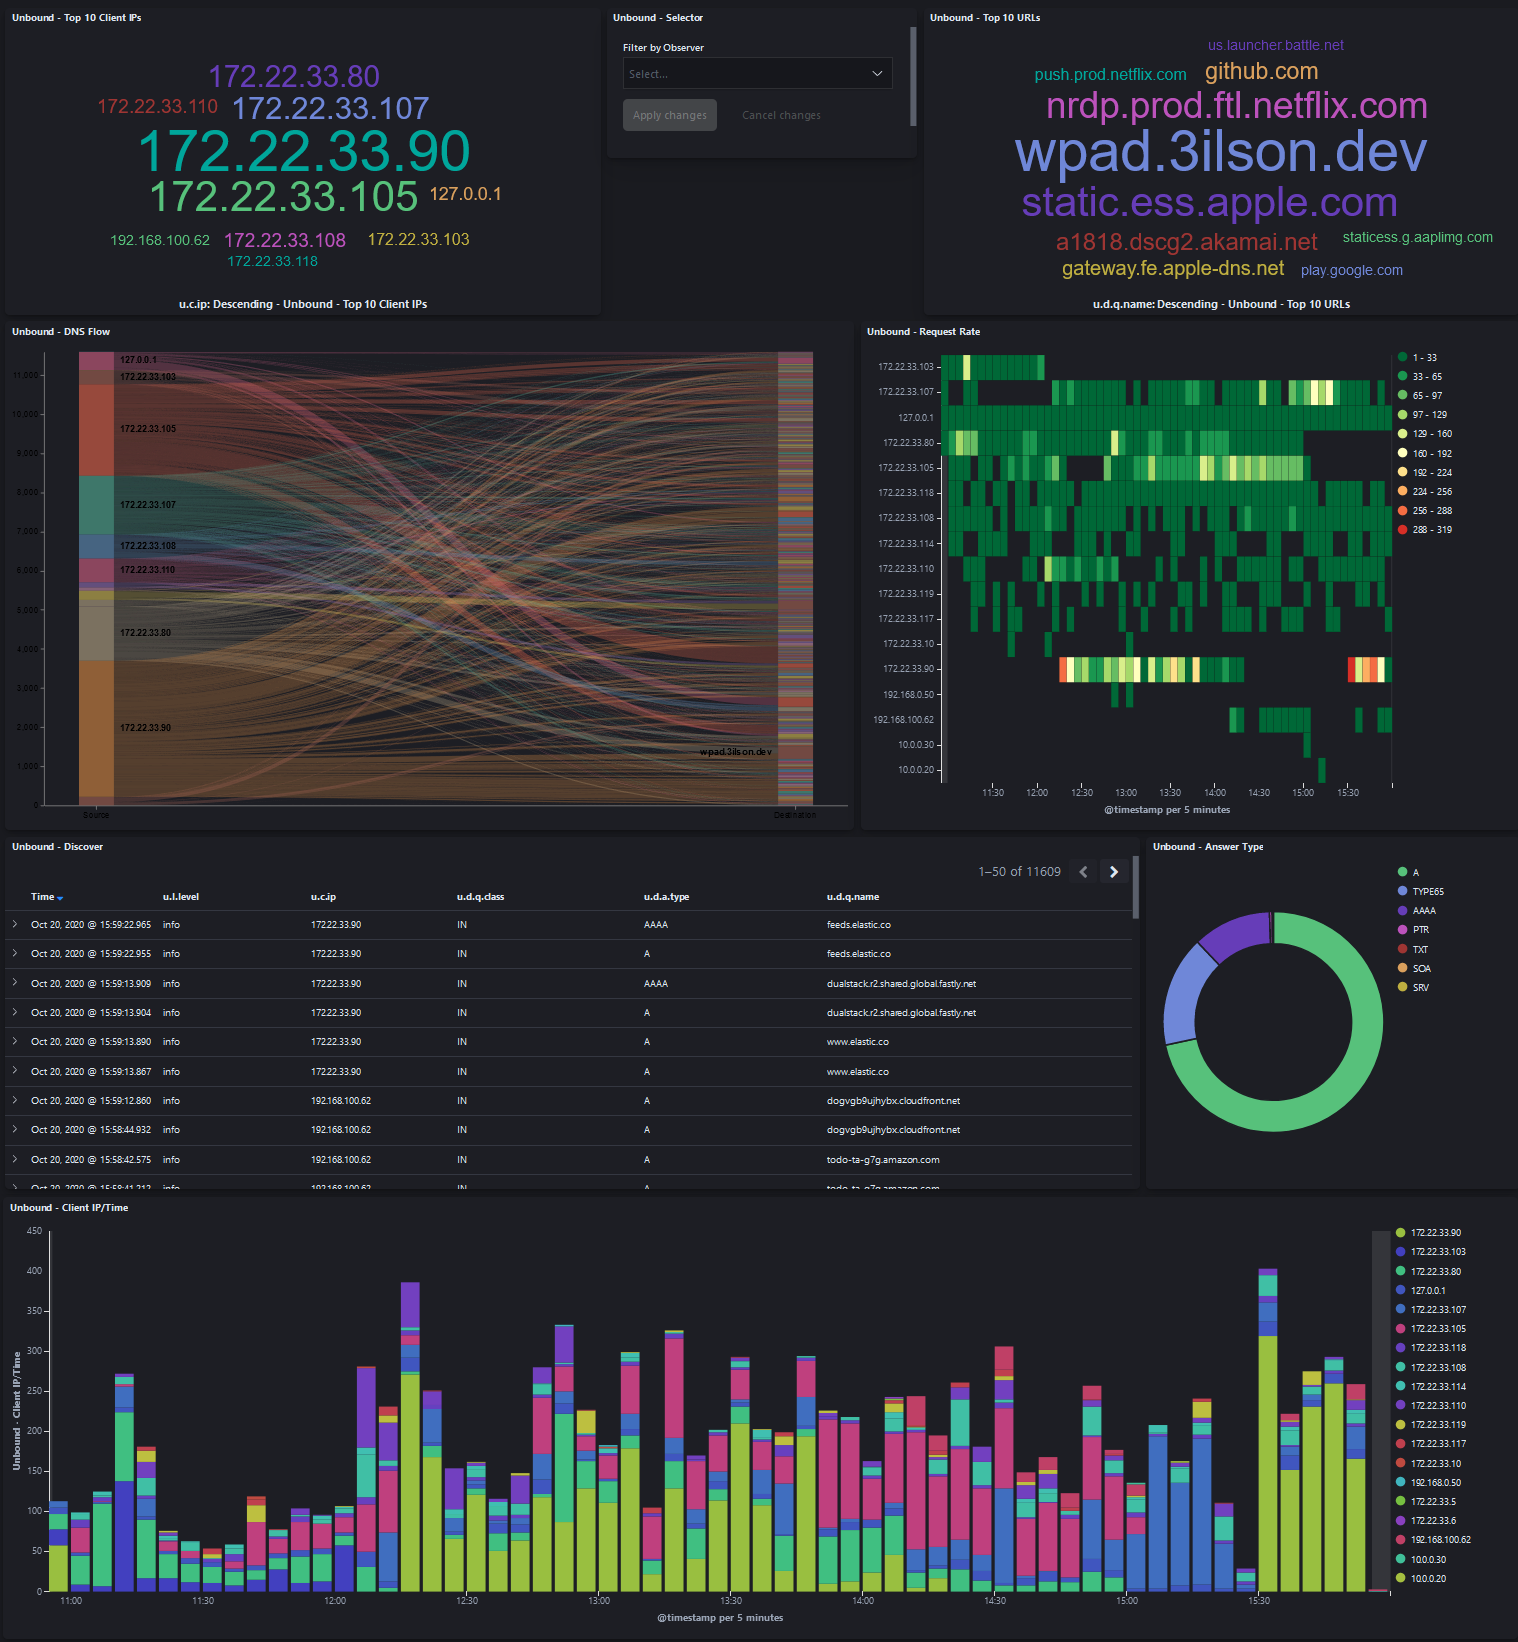 Unbound - Top 10 Client IPs
172.22.33.80
172.22.33.110 172.22.33.107
172.22.33.90
172.22.33.105 127.0.0.1
192.168.100.62 172.22.33.108 172.22.33.103
172.22.33.118
u.c.ip: Descending - Unbound - Top 10 Client IPs
Unbound - Selector
Filter by Observer
Select...
Apply changes Cancel changes
Unbound - Top 10 URLs
us.launcher.battle.net
push.prod.netflix.com github.com
nrdp.prod.ftl.netflix.com
wpad.3ilson.dev
static.ess.apple.com
a1818.dscg2.akamai.net staticess.g.aaplimg.com
gateway.fe.apple-dns.net play.google.com
u.d.q.name: Descending - Unbound - Top 10 URLs
Unbound - DNS Flow
11,000
10,000
9,000
8,000
7,000
6,000
5,000
4,000
3,000
2,000
1,000
0
127.0.0.1
172.22.33.103
172.22.33.105
172.22.33.107
172.22.33.108
172.22.33.110
172.22.33.80
172.22.33.90
wpad.3ilson.dev
Source Destination
Unbound - Request Rate
172.22.33.103
172.22.33.107
127.0.0.1
172.22.33.80
172.22.33.105
172.22.33.118
172.22.33.108
172.22.33.114
172.22.33.110
172.22.33.119
172.22.33.117
172.22.33.10
172.22.33.90
192.168.0.50
192.168.100.62
10.0.0.30
10.0.0.20
11:30 12:00 12:30 13:00 13:30 14:00 14:30 15:00 15:30
@timestamp per 5 minutes
1 - 33
33 - 65
65 - 97
97 - 129
129 - 160
160 - 192
192 - 224
224 - 256
256 - 288
288 - 319
Unbound - Discover
1–50 of 11609
Time u.l.level u.c.ip u.d.q.class u.d.a.type u.d.q.name
Oct 20, 2020 @ 15:59:22.965 info 172.22.33.90 IN AAAA feeds.elastic.co
Oct 20, 2020 @ 15:59:22.955 info 172.22.33.90 IN A feeds.elastic.co
Oct 20, 2020 @ 15:59:13.909 info 172.22.33.90 IN AAAA dualstack.r2.shared.global.fastly.net
Oct 20, 2020 @ 15:59:13.904 info 172.22.33.90 IN A dualstack.r2.shared.global.fastly.net
Oct 20, 2020 @ 15:59:13.890 info 172.22.33.90 IN A www.elastic.co
Oct 20, 2020 @ 15:59:13.867 info 172.22.33.90 IN A www.elastic.co
Oct 20, 2020 @ 15:59:12.860 info 192.168.100.62 IN A dogvgb9ujhybx.cloudfront.net
Oct 20, 2020 @ 15:58:44.932 info 192.168.100.62 IN A dogvgb9ujhybx.cloudfront.net
Oct 20, 2020 @ 15:58:42.575 info 192.168.100.62 IN A todo-ta-g7g.amazon.com
Oct 20, 2020 @ 15:58:41.212 info 192.168.100.62 IN A todo-ta-g7g.amazon.com
Unbound - Answer Type
A
TYPE65
AAAA
PTR
TXT
SOA
SRV
Unbound - Client IP/Time
Unbound - Client IP/Time
450
400
350
300
250
200
150
100
50
0
11:00 11:30 12:00 12:30 13:00 13:30 14:00 14:30 15:00 15:30
@timestamp per 5 minutes
172.22.33.90
172.22.33.103
172.22.33.80
127.0.0.1
172.22.33.107
172.22.33.105
172.22.33.118
172.22.33.108
172.22.33.114
172.22.33.110
172.22.33.119
172.22.33.117
172.22.33.10
192.168.0.50
172.22.33.5
172.22.33.6
192.168.100.62
10.0.0.30
10.0.0.20